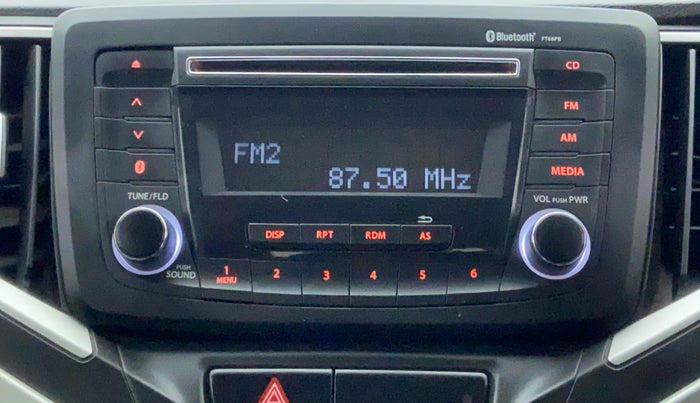 Bluetooth® PT66PB
CD
FM
AM
MEDIA
FM2
87.50 MHz
TUNE/FLD
VOL PUSH PWR
DISP RPT RDM AS
PUSH
SOUND
1 2 3 4 5 6
MENU